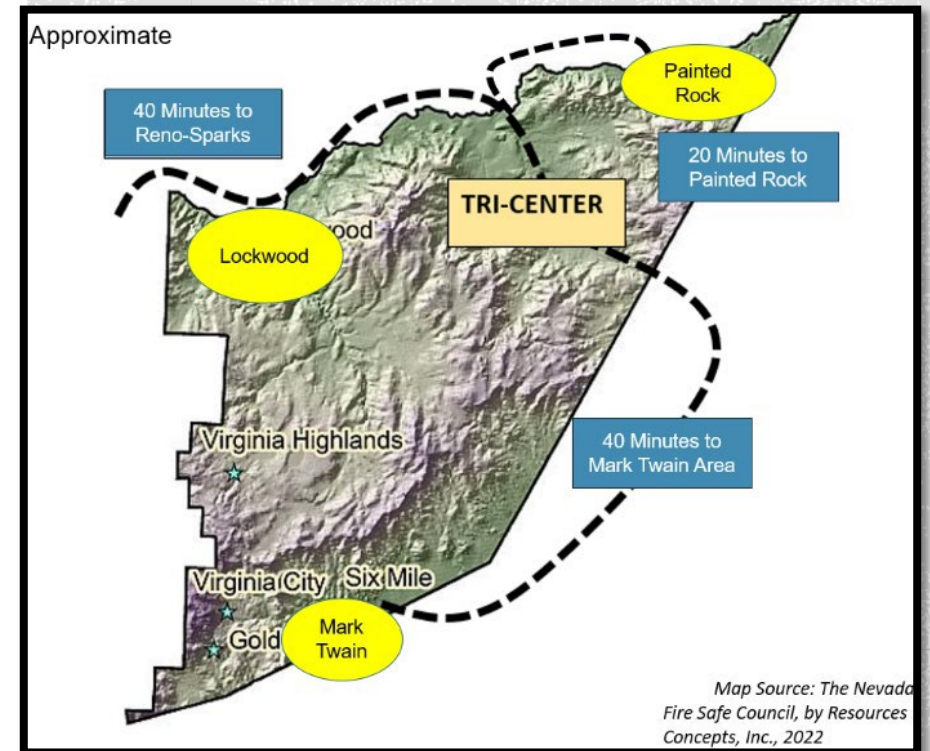 Approximate
Painted
Rock
40 Minutes to
Reno-Sparks
20 Minutes to
Painted Rock
TRI-CENTER
ood
Lockwood
Virginia Highlands
40 Minutes to
Mark Twain Area
Virginia City
Six Mile
Gold
Mark
Twain
Map Source: The Nevada
Fire Safe Council, by Resources
Concepts, Inc., 2022